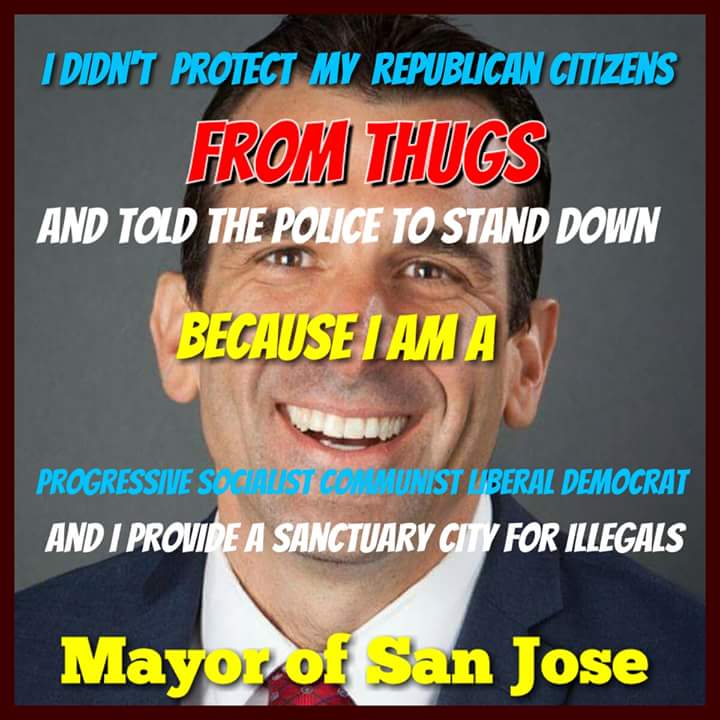 I DIDN'T PROTECT MY REPUBLICAN CITIZENS
FROM THUGS
AND TOLD THE POLICE TO STAND DOWN
BECAUSE I AM A
PROGRESSIVE SOCIALIST COMMUNIST LIBERAL DEMOCRAT
AND I PROVIDE A SANCTUARY CITY FOR ILLEGALS
Mayor of San Jose